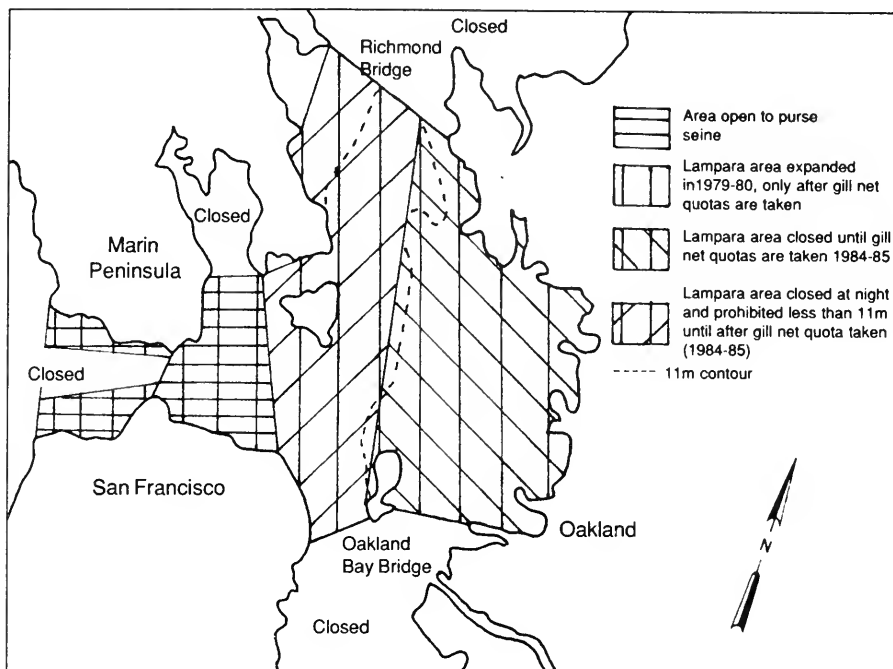 Closed
Richmond
Bridge
Closed
Marin
Peninsula
Closed
San Francisco
Oakland
Bay Bridge
Oakland
Closed
Area open to purse
seine
Lampara area expanded
in1979-80, only after gill net
quotas are taken
Lampara area closed until gill
net quotas are taken 1984-85
Lampara area closed at night
and prohibited less than 11m
until after gill net quota taken
(1984-85)
11m contour
N